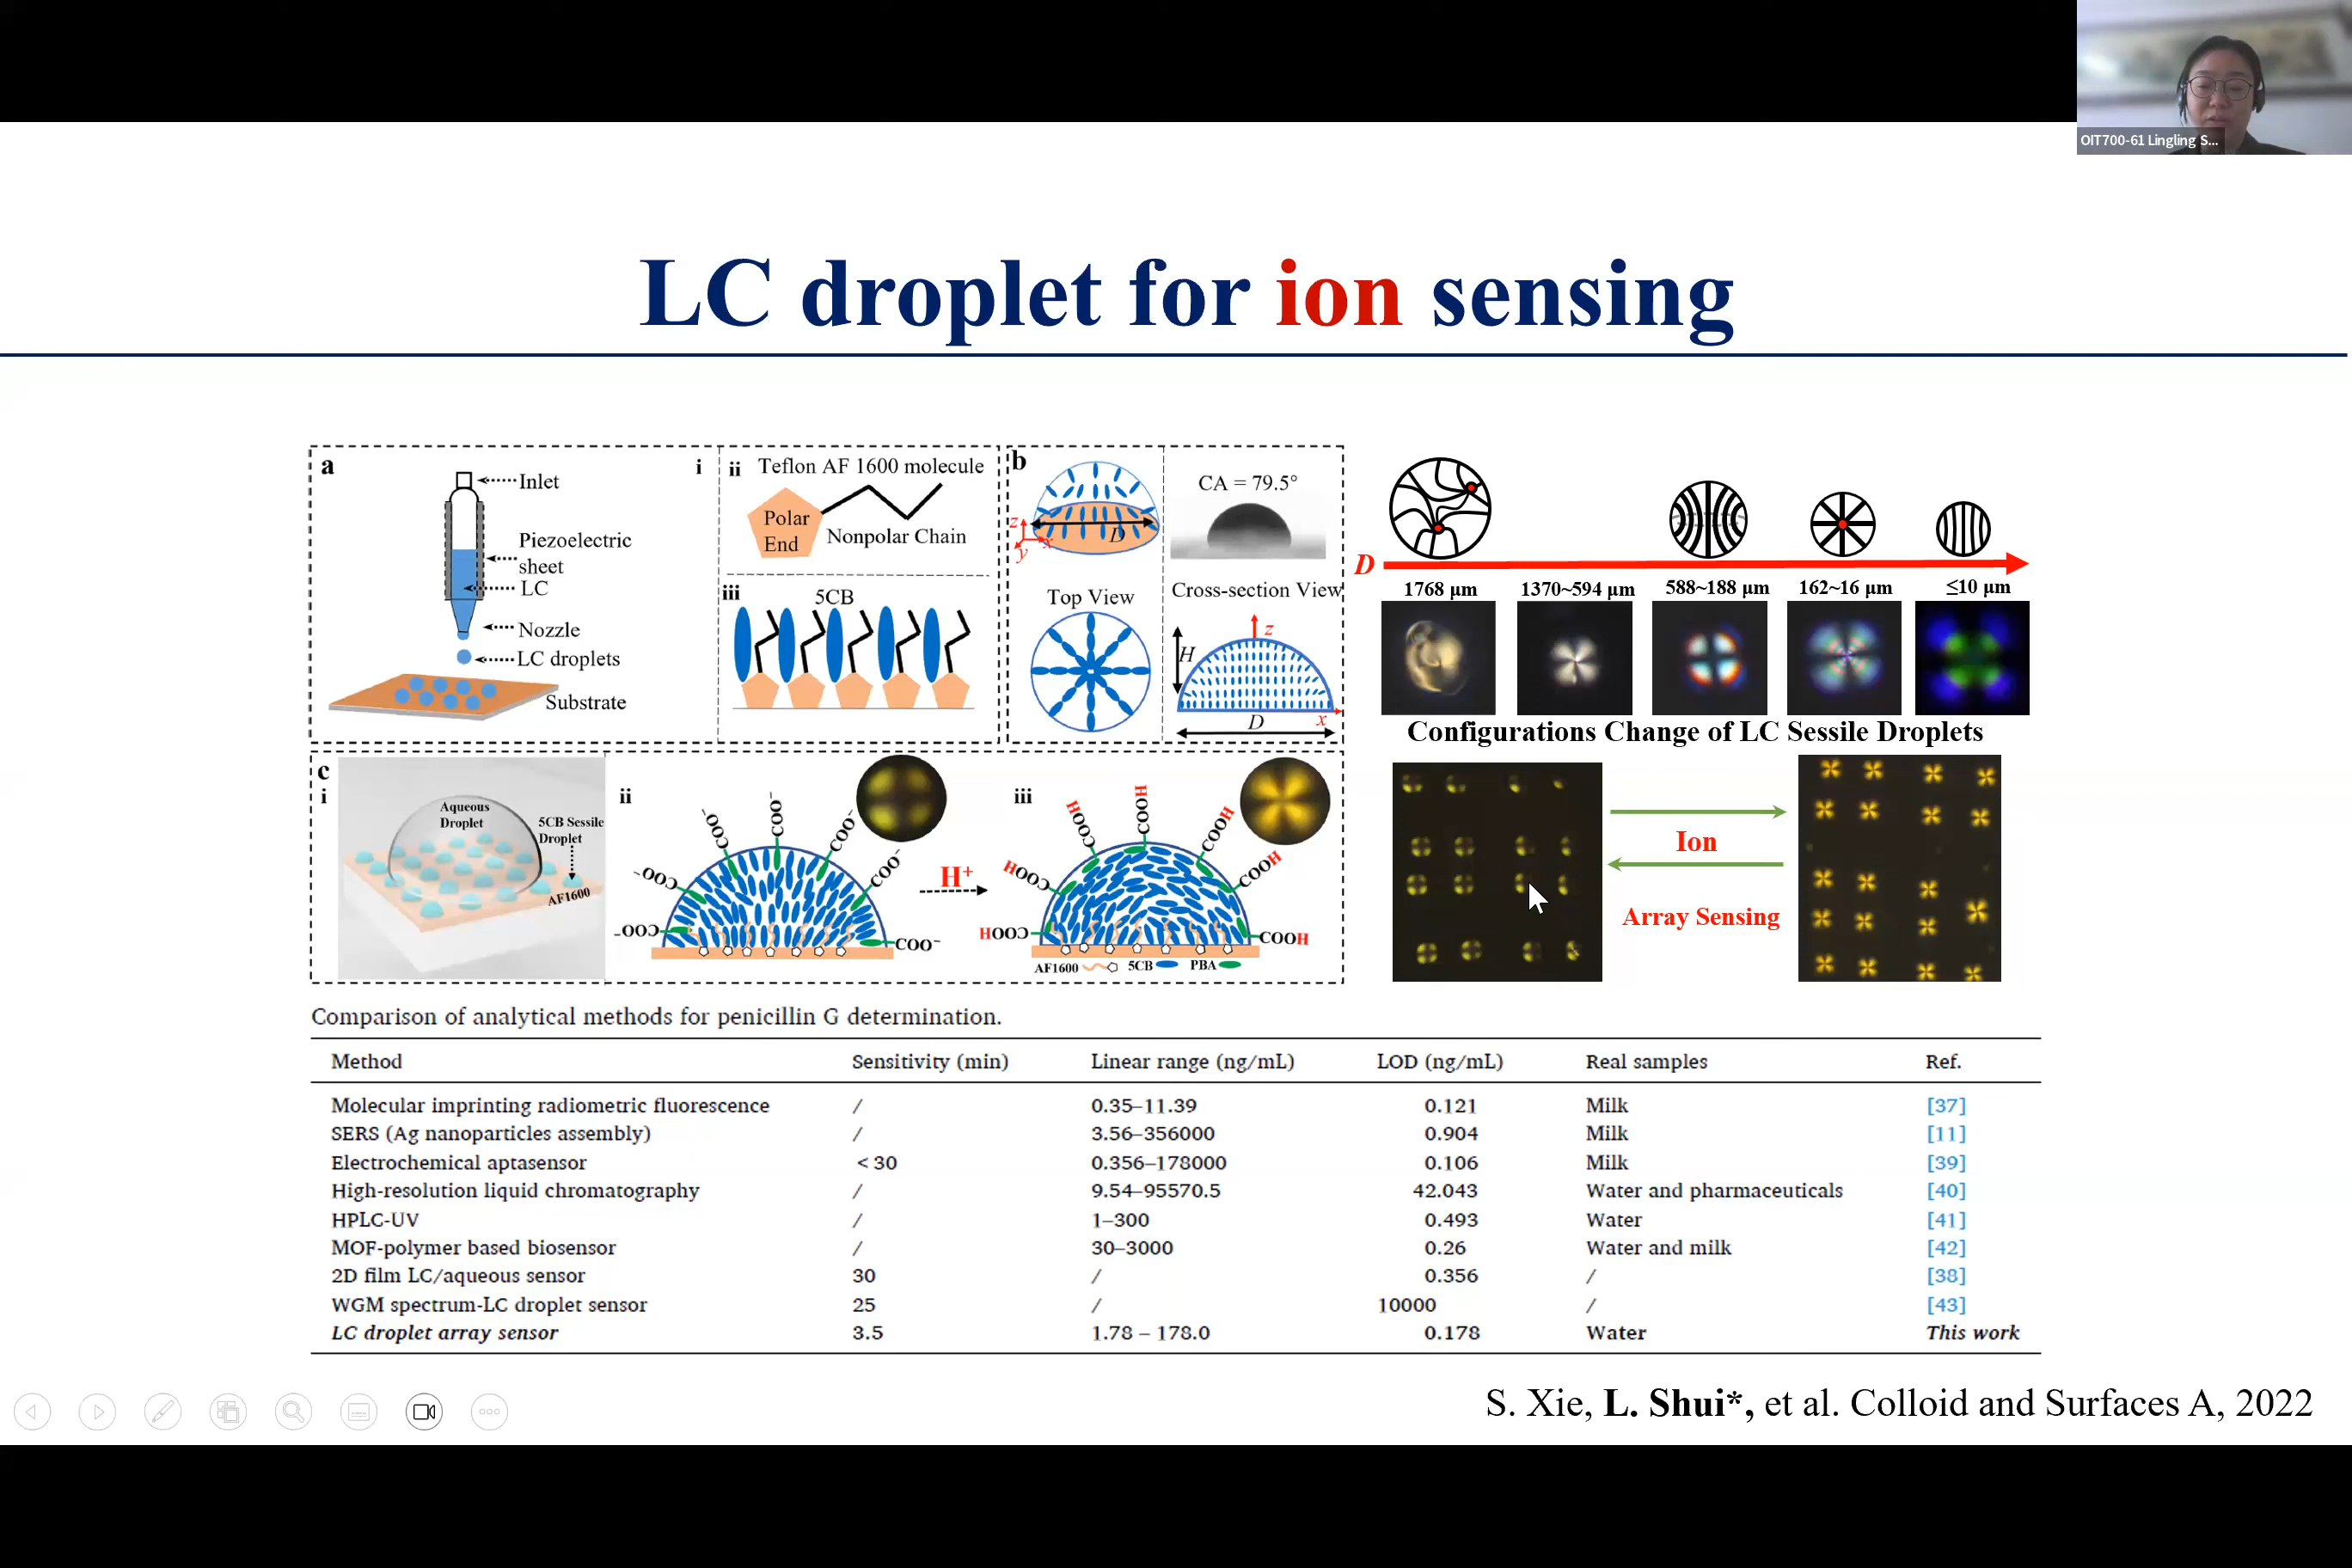 OIT700-61 Lingling S...
LC droplet for ion sensing
a
i
Inlet
Piezoelectric
sheet
LC
Nozzle
LC droplets
Substrate
ii
Teflon AF 1600 molecule
Polar
End
Nonpolar Chain
iii
5CB
b
z
x
y
D
CA = 79.5°
Top View
Cross-section View
z
H
D
x
c
i
Aqueous
Droplet
5CB Sessile
Droplet
AF1600
ii
-OOC
-OOC
-OOC
COO-
COO-
COO-
COO-
H+
iii
HOOC
HOOC
HOOC
COOH
COOH
COOH
COOH
AF1600
5CB
PBA
D
1768 μm
1370~594 μm
588~188 μm
162~16 μm
≤10 μm
Configurations Change of LC Sessile Droplets
Ion
Array Sensing
Comparison of analytical methods for penicillin G determination.
Method Sensitivity (min) Linear range (ng/mL) LOD (ng/mL) Real samples Ref.
Molecular imprinting radiometric fluorescence / 0.35–11.39 0.121 Milk [37]
SERS (Ag nanoparticles assembly) / 3.56–356000 0.904 Milk [11]
Electrochemical aptasensor < 30 0.356–178000 0.106 Milk [39]
High-resolution liquid chromatography / 9.54–95570.5 42.043 Water and pharmaceuticals [40]
HPLC-UV / 1–300 0.493 Water [41]
MOF-polymer based biosensor / 30–3000 0.26 Water and milk [42]
2D film LC/aqueous sensor 30 / 0.356 / [38]
WGM spectrum-LC droplet sensor 25 / 10000 / [43]
LC droplet array sensor 3.5 1.78 – 178.0 0.178 Water This work
S. Xie, L. Shui*, et al. Colloid and Surfaces A, 2022